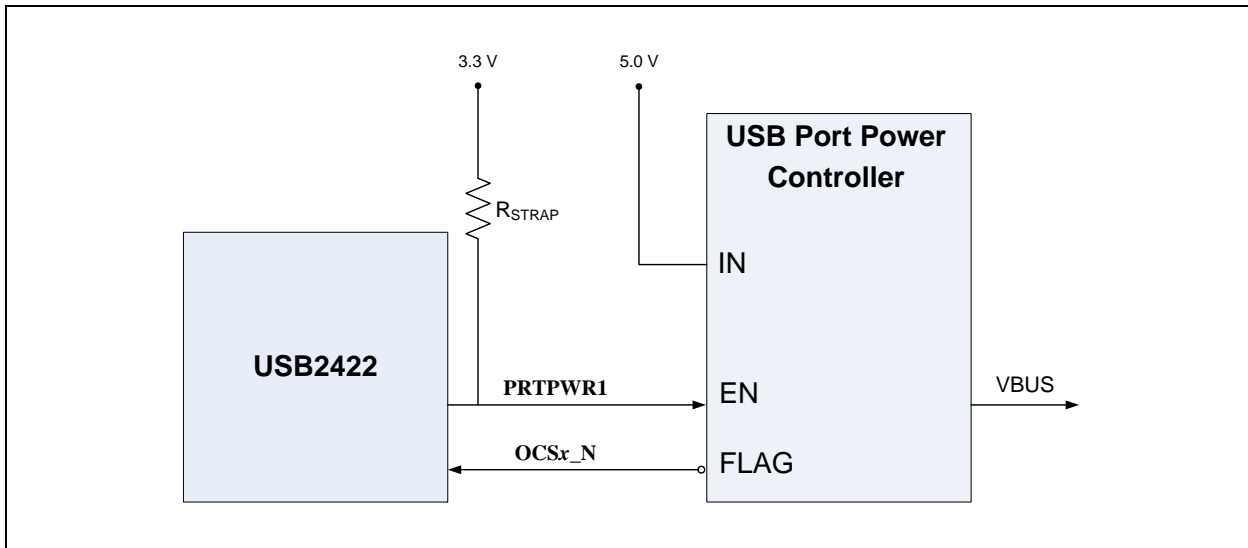 3.3 V
5.0 V
USB Port Power
Controller
RSTRAP
IN
USB2422
PRTPWR1
EN
VBUS
OCSx_N
FLAG